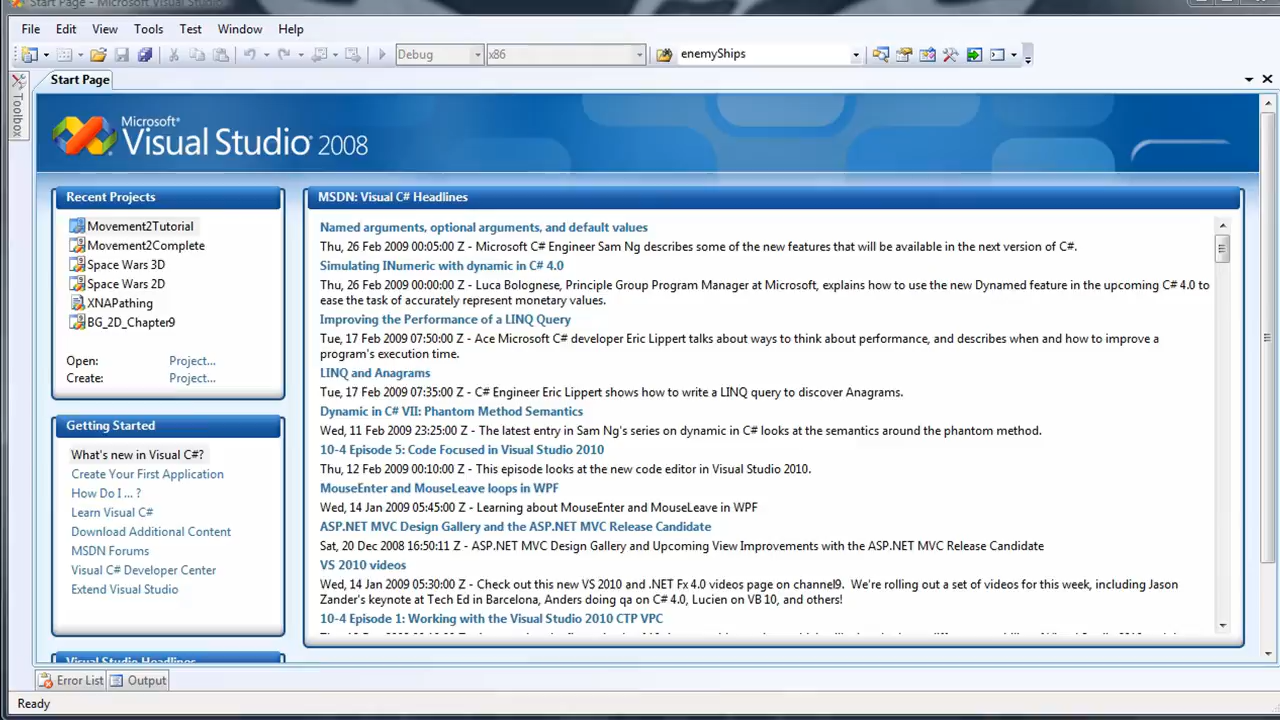 Start Page - Microsoft Visual Studio
File Edit View Tools Test Window Help
Debug x86 enemyShips
Toolbox
Start Page
Microsoft®
Visual Studio® 2008
Recent Projects
Movement2Tutorial
Movement2Complete
Space Wars 3D
Space Wars 2D
XNAPathing
BG_2D_Chapter9
Open: Project...
Create: Project...
Getting Started
What's new in Visual C#?
Create Your First Application
How Do I ... ?
Learn Visual C#
Download Additional Content
MSDN Forums
Visual C# Developer Center
Extend Visual Studio
Visual Studio Headlines
MSDN: Visual C# Headlines
Named arguments, optional arguments, and default values
Thu, 26 Feb 2009 00:05:00 Z - Microsoft C# Engineer Sam Ng describes some of the new features that will be available in the next version of C#.
Simulating INumeric with dynamic in C# 4.0
Thu, 26 Feb 2009 00:00:00 Z - Luca Bolognese, Principle Group Program Manager at Microsoft, explains how to use the new Dynamed feature in the upcoming C# 4.0 to
ease the task of accurately represent monetary values.
Improving the Performance of a LINQ Query
Tue, 17 Feb 2009 07:50:00 Z - Ace Microsoft C# developer Eric Lippert talks about ways to think about performance, and describes when and how to improve a
program's execution time.
LINQ and Anagrams
Tue, 17 Feb 2009 07:35:00 Z - C# Engineer Eric Lippert shows how to write a LINQ query to discover Anagrams.
Dynamic in C# VII: Phantom Method Semantics
Wed, 11 Feb 2009 23:25:00 Z - The latest entry in Sam Ng's series on dynamic in C# looks at the semantics around the phantom method.
10-4 Episode 5: Code Focused in Visual Studio 2010
Thu, 12 Feb 2009 00:10:00 Z - This episode looks at the new code editor in Visual Studio 2010.
MouseEnter and MouseLeave loops in WPF
Wed, 14 Jan 2009 05:45:00 Z - Learning about MouseEnter and MouseLeave in WPF
ASP.NET MVC Design Gallery and the ASP.NET MVC Release Candidate
Sat, 20 Dec 2008 16:50:11 Z - ASP.NET MVC Design Gallery and Upcoming View Improvements with the ASP.NET MVC Release Candidate
VS 2010 videos
Wed, 14 Jan 2009 05:30:00 Z - Check out this new VS 2010 and .NET Fx 4.0 videos page on channel9. We're rolling out a set of videos for this week, including Jason
Zander's keynote at Tech Ed in Barcelona, Anders doing qa on C# 4.0, Lucien on VB 10, and others!
10-4 Episode 1: Working with the Visual Studio 2010 CTP VPC
Error List Output
Ready